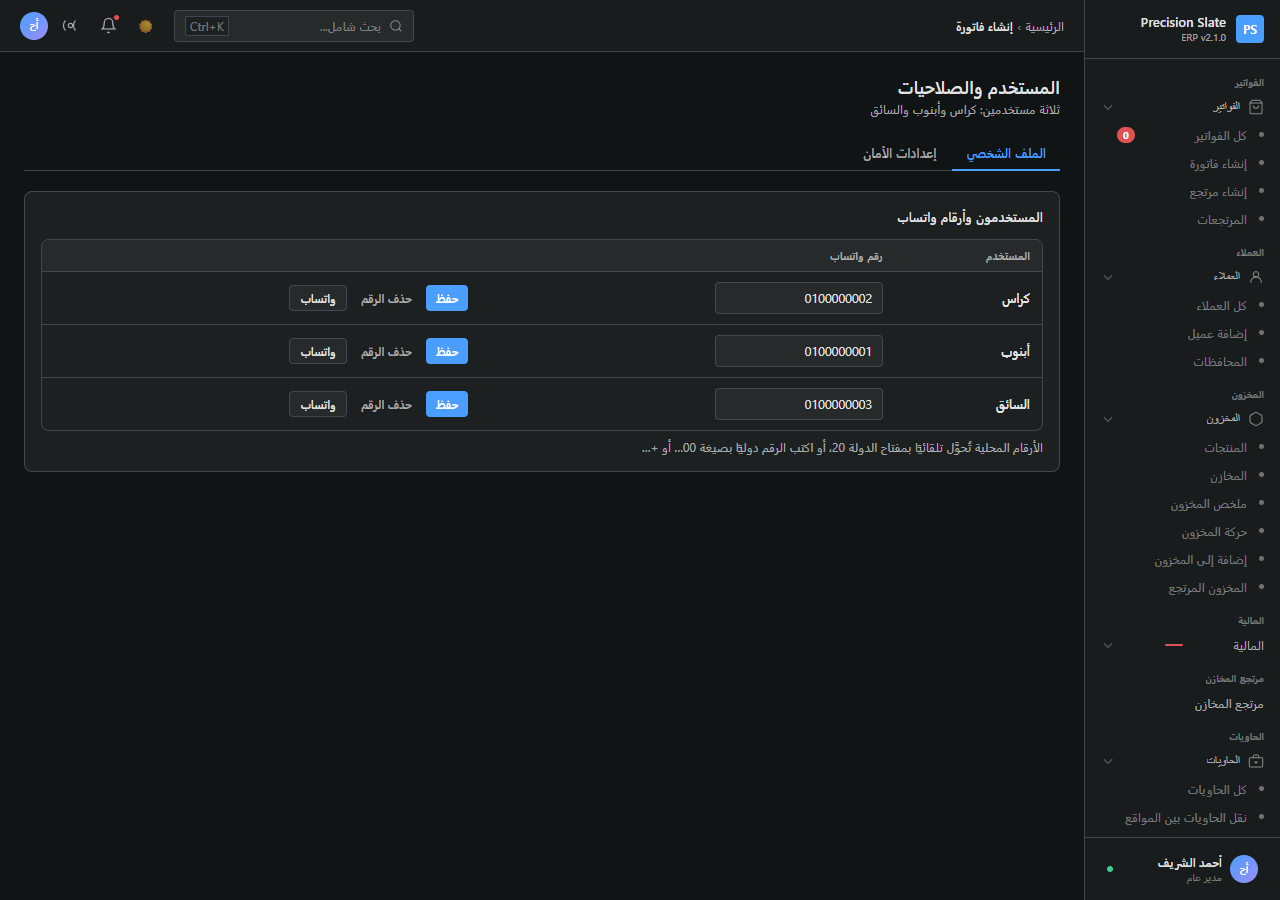 PS
Precision Slate
ERP v2.1.0
الفواتير
الفواتير
كل الفواتير
0
إنشاء فاتورة
إنشاء مرتجع
المرتجعات
العملاء
العملاء
كل العملاء
إضافة عميل
المحافظات
المخزون
المخزون
المنتجات
المخازن
ملخص المخزون
حركة المخزون
إضافة إلى المخزون
المخزون المرتجع
المالية
المالية
مرتجع المخازن
مرتجع المخازن
الحاويات
الحاويات
كل الحاويات
نقل الحاويات بين المواقع
أح
أحمد الشريف
مدير عام
الرئيسية › إنشاء فاتورة
بحث شامل... Ctrl+K
أح
المستخدم والصلاحيات
ثلاثة مستخدمين: كراس وأبنوب والسائق
الملف الشخصي إعدادات الأمان
المستخدمون وأرقام واتساب
المستخدم رقم واتساب
كراس 0100000002 حفظ حذف الرقم واتساب
أبنوب 0100000001 حفظ حذف الرقم واتساب
السائق 0100000003 حفظ حذف الرقم واتساب
الأرقام المحلية تُحوَّل تلقائيًا بمفتاح الدولة 20، أو اكتب الرقم دوليًا بصيغة 00... أو +...